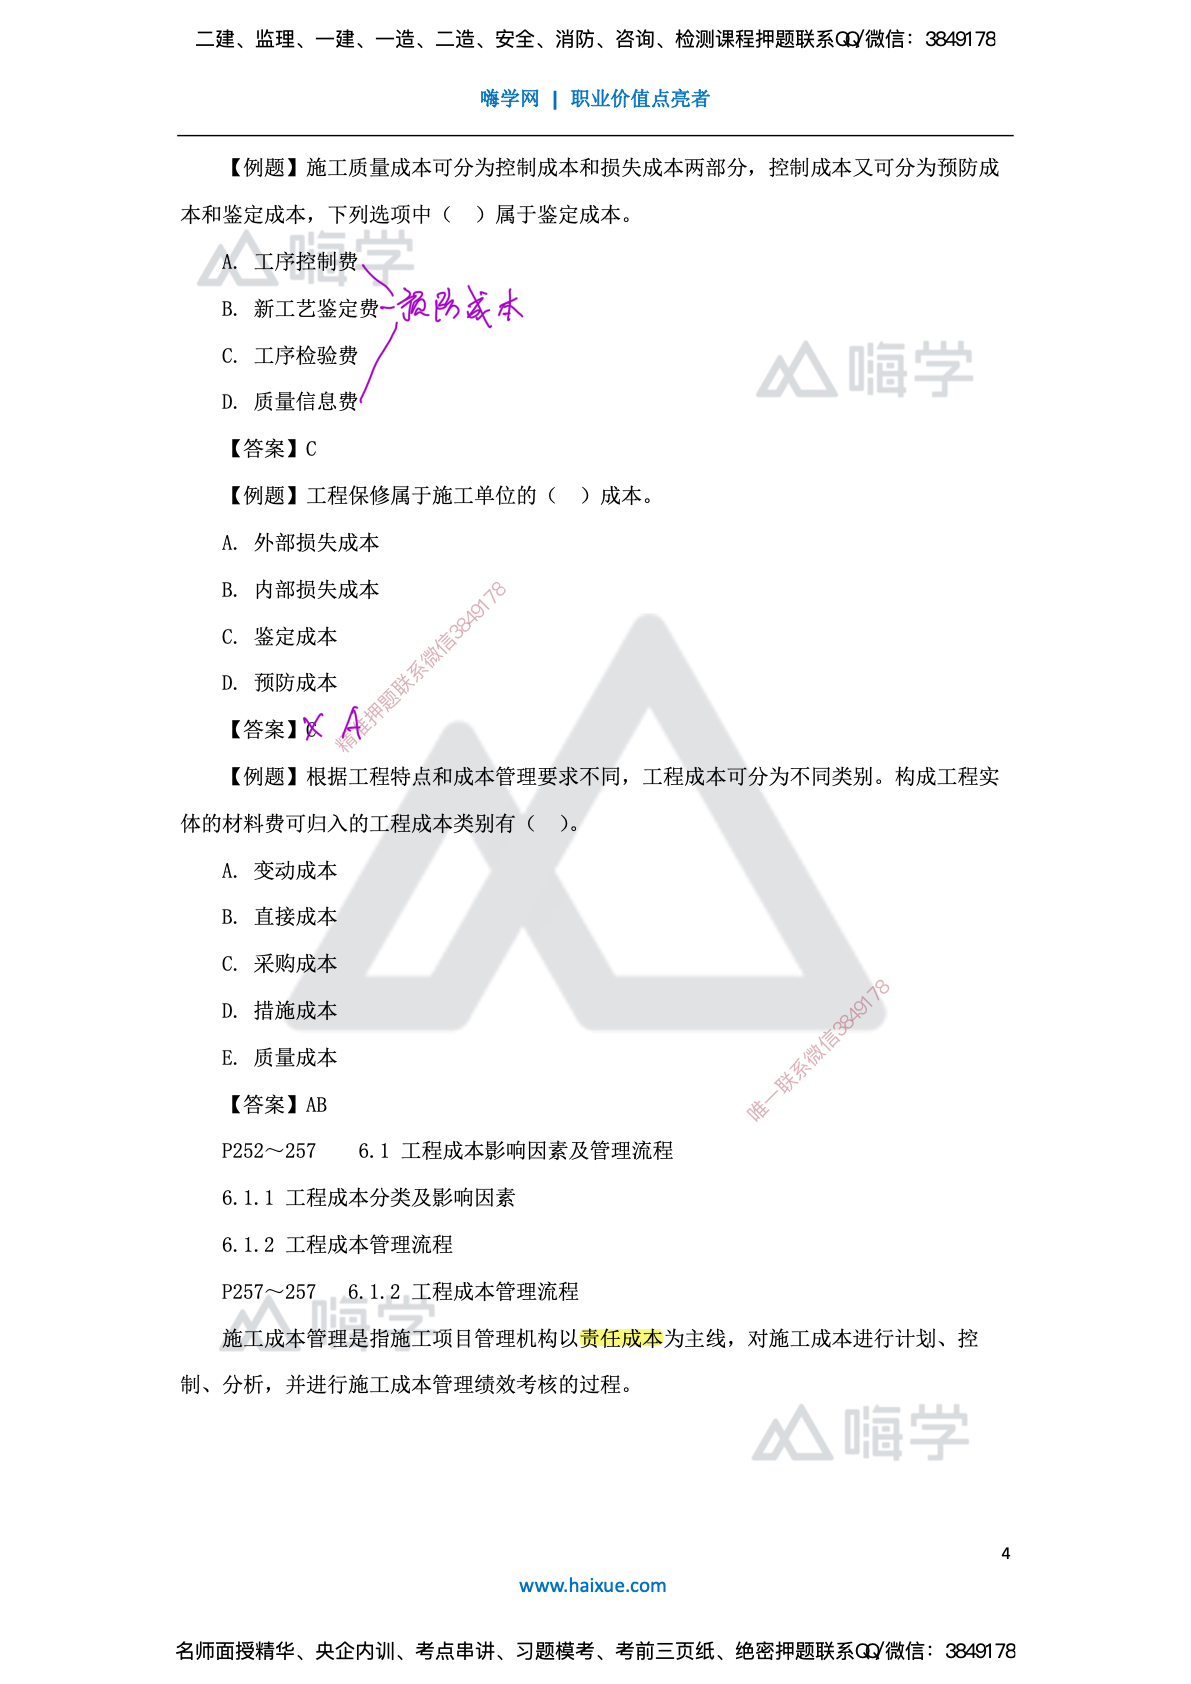 二建、监理、一建、一造、二造、安全、消防、咨询、检测课程押题联系QQ/微信：3849178
嗨学网 | 职业价值点亮者
【例题】施工质量成本可分为控制成本和损失成本两部分，控制成本又可分为预防成
本和鉴定成本，下列选项中（ ）属于鉴定成本。
嗨学
A. 工序控制费
B. 新工艺鉴定费
预防成本
C. 工序检验费
嗨学
D. 质量信息费
【答案】C
【例题】工程保修属于施工单位的（ ）成本。
A. 外部损失成本
B. 内部损失成本
C. 鉴定成本
D. 预防成本
精准押题联系微信3849178
【答案】C A
【例题】根据工程特点和成本管理要求不同，工程成本可分为不同类别。构成工程实
体的材料费可归入的工程成本类别有（ ）。
A. 变动成本
B. 直接成本
C. 采购成本
D. 措施成本
E. 质量成本
唯一联系微信3849178
【答案】AB
P252～257 6.1 工程成本影响因素及管理流程
6.1.1 工程成本分类及影响因素
6.1.2 工程成本管理流程
P257～257 6.1.2 工程成本管理流程
嗨学
施工成本管理是指施工项目管理机构以责任成本为主线，对施工成本进行计划、控
制、分析，并进行施工成本管理绩效考核的过程。
嗨学
4
www.haixue.com
名师面授精华、央企内训、考点串讲、习题模考、考前三页纸、绝密押题联系QQ/微信：3849178